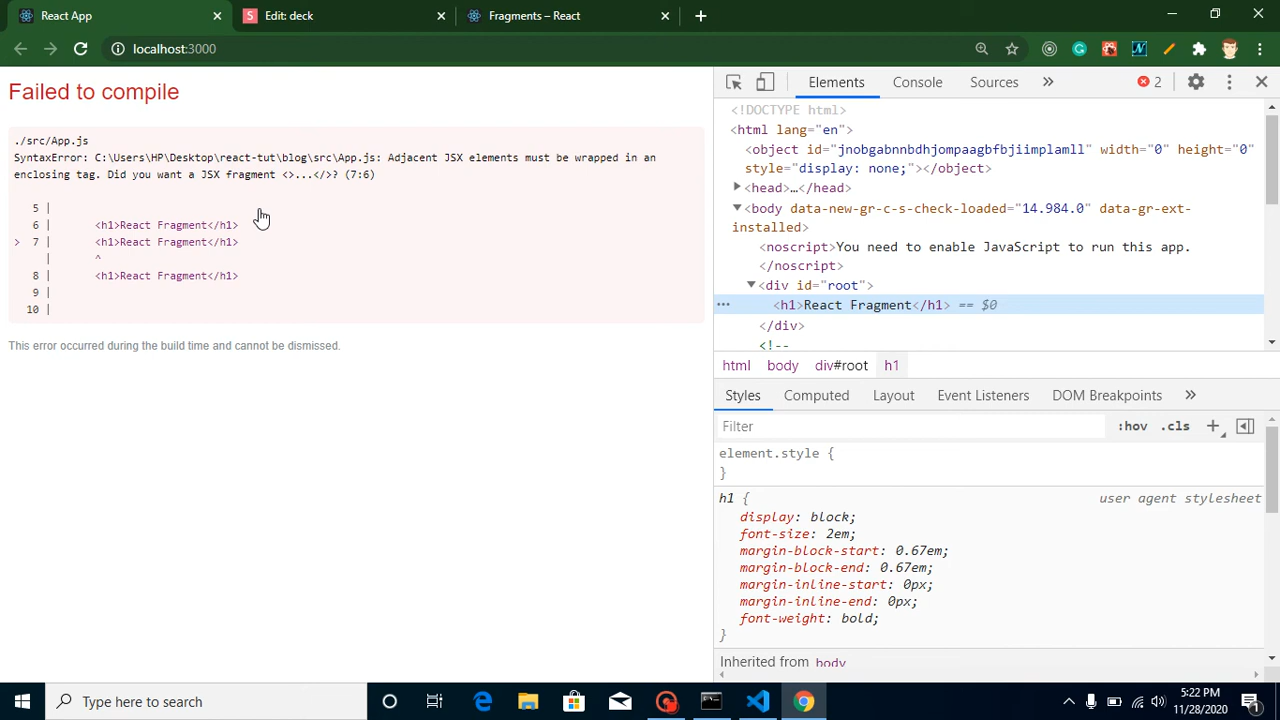 React App
S Edit: deck
Fragments – React
localhost:3000
Failed to compile
./src/App.js
SyntaxError: C:\Users\HP\Desktop\react-tut\blog\src\App.js: Adjacent JSX elements must be wrapped in an
enclosing tag. Did you want a JSX fragment <>...</>? (7:6)
5 |
6 | <h1>React Fragment</h1>
> 7 | <h1>React Fragment</h1>
| ^
8 | <h1>React Fragment</h1>
9 |
10 |
This error occurred during the build time and cannot be dismissed.
Elements Console Sources » 2
<!DOCTYPE html>
<html lang="en">
<object id="jnobgabnnbdhjompaagbfbjiimplamll" width="0" height="0"
style="display: none;"></object>
<head>…</head>
<body data-new-gr-c-s-check-loaded="14.984.0" data-gr-ext-
installed>
<noscript>You need to enable JavaScript to run this app.
</noscript>
<div id="root">
… <h1>React Fragment</h1> == $0
</div>
<!--
html body div#root h1
Styles Computed Layout Event Listeners DOM Breakpoints »
Filter :hov .cls +
element.style {
}
h1 { user agent stylesheet
display: block;
font-size: 2em;
margin-block-start: 0.67em;
margin-block-end: 0.67em;
margin-inline-start: 0px;
margin-inline-end: 0px;
font-weight: bold;
}
Inherited from body
Type here to search
5:22 PM
11/28/2020